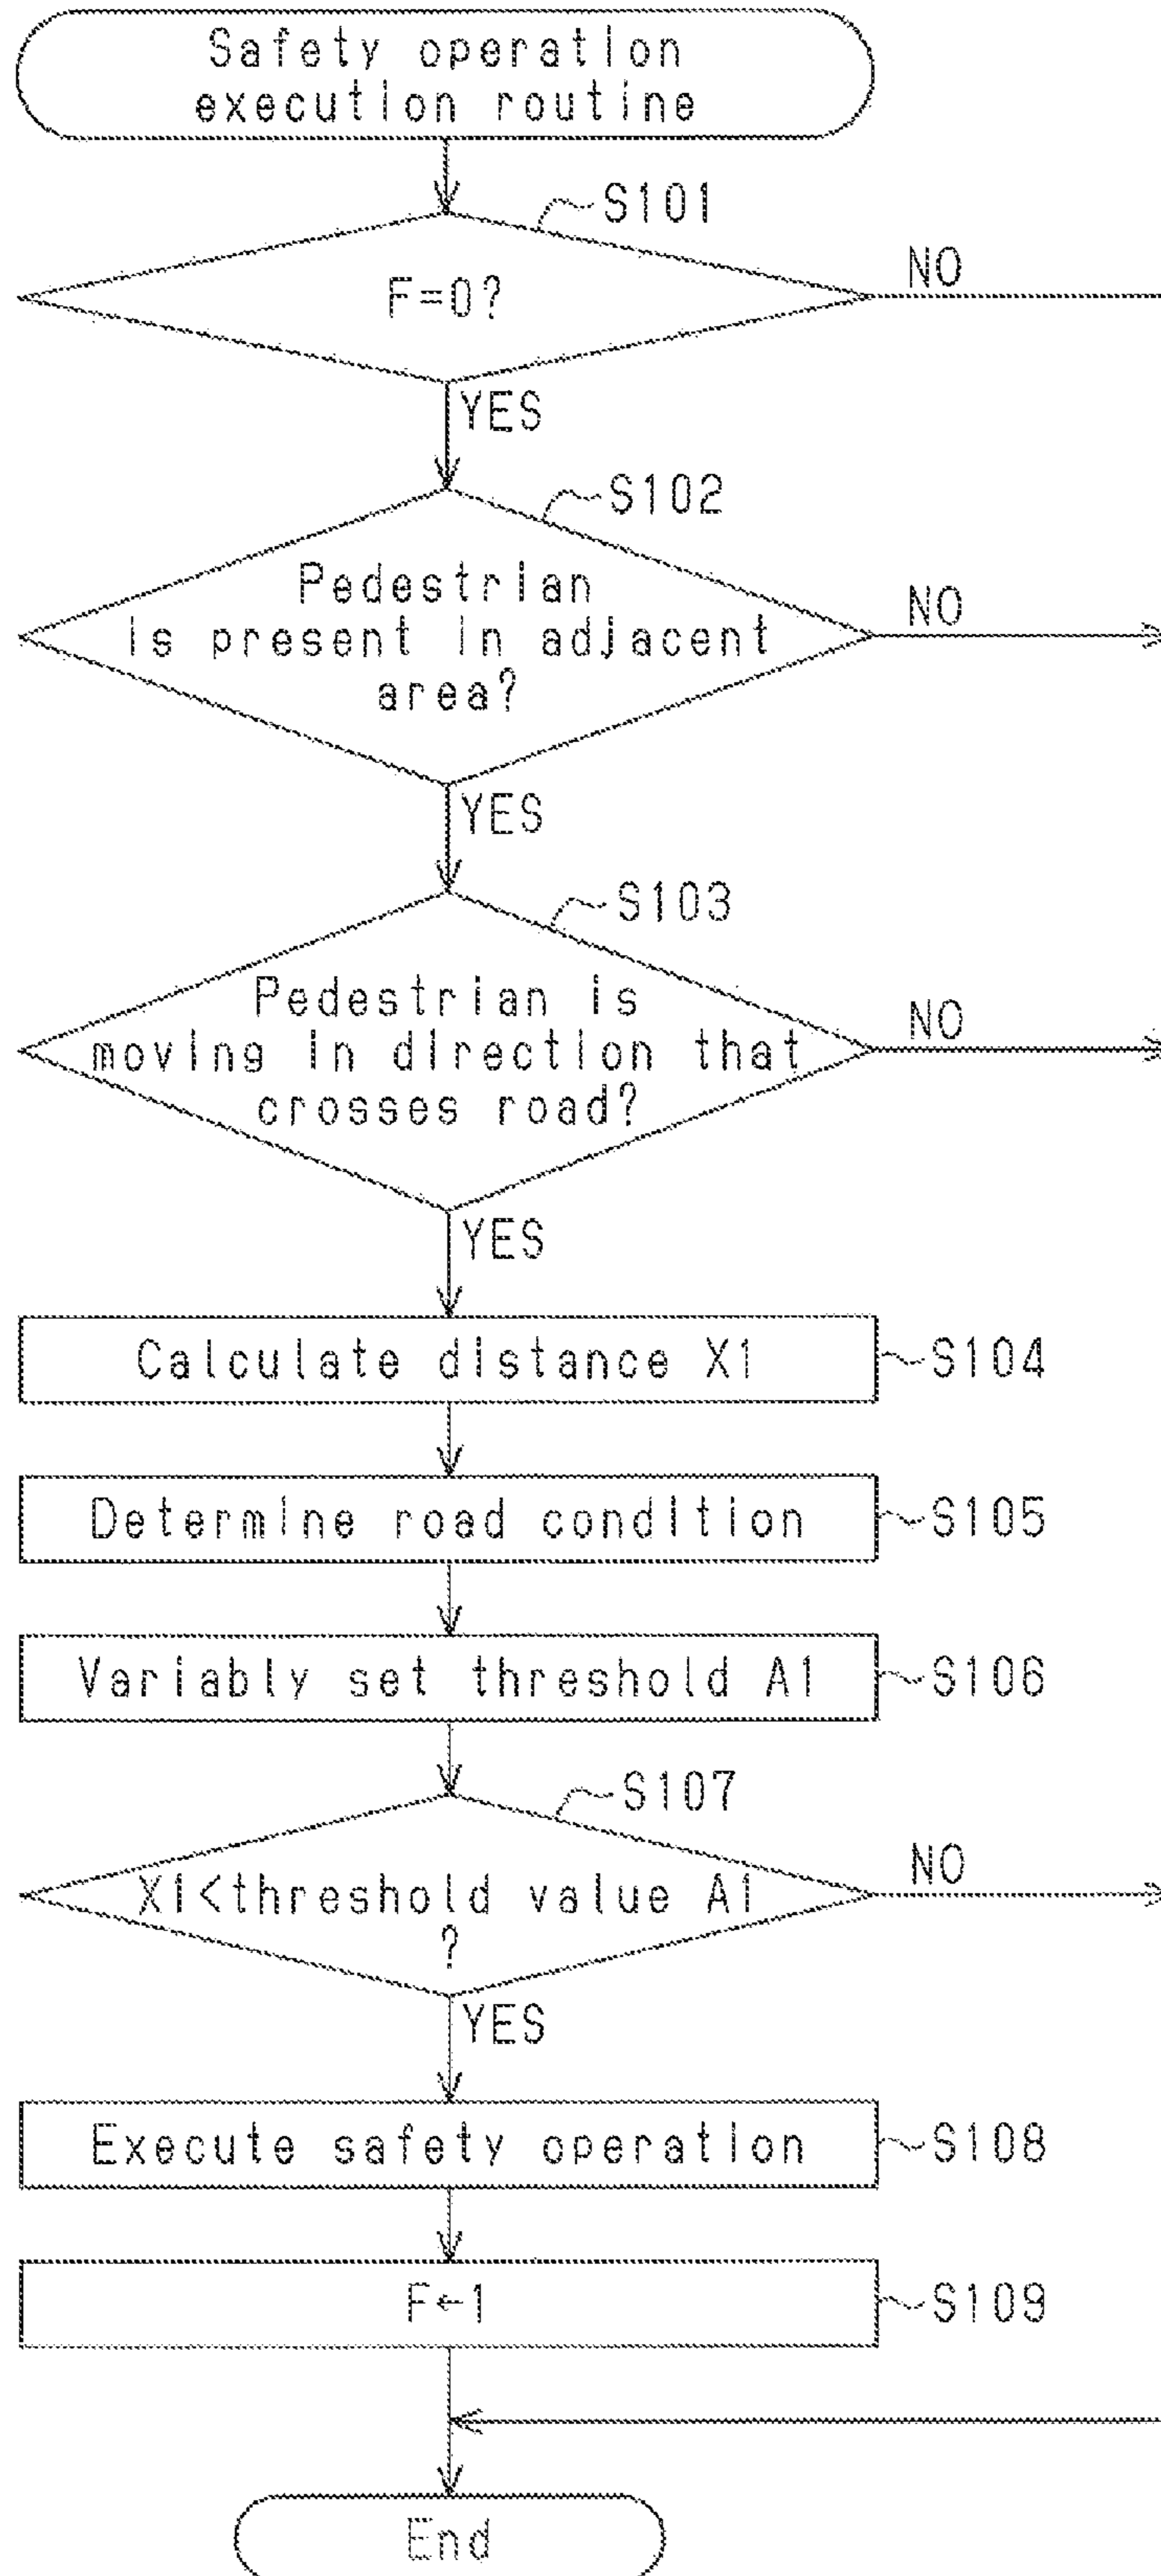 Safety operation
execution routine
S101
F=0?
NO
YES
S102
Pedestrian
is present in adjacent
area?
NO
YES
S103
Pedestrian is
moving in direction that
crosses road?
NO
YES
Calculate distance X1
S104
Determine road condition
S105
Variably set threshold A1
S106
S107
X1<threshold value A1
?
NO
YES
Execute safety operation
S108
F←1
S109
End